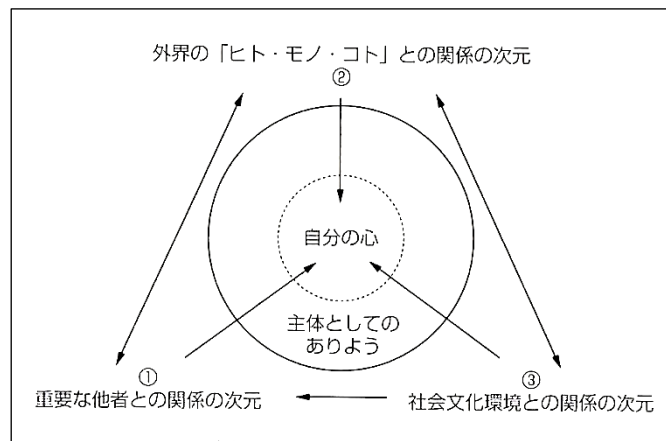 外界の「ヒト・モノ・コト」との関係の次元
②
自分の心
主体としての
ありよう
①
重要な他者との関係の次元
③
社会文化環境との関係の次元